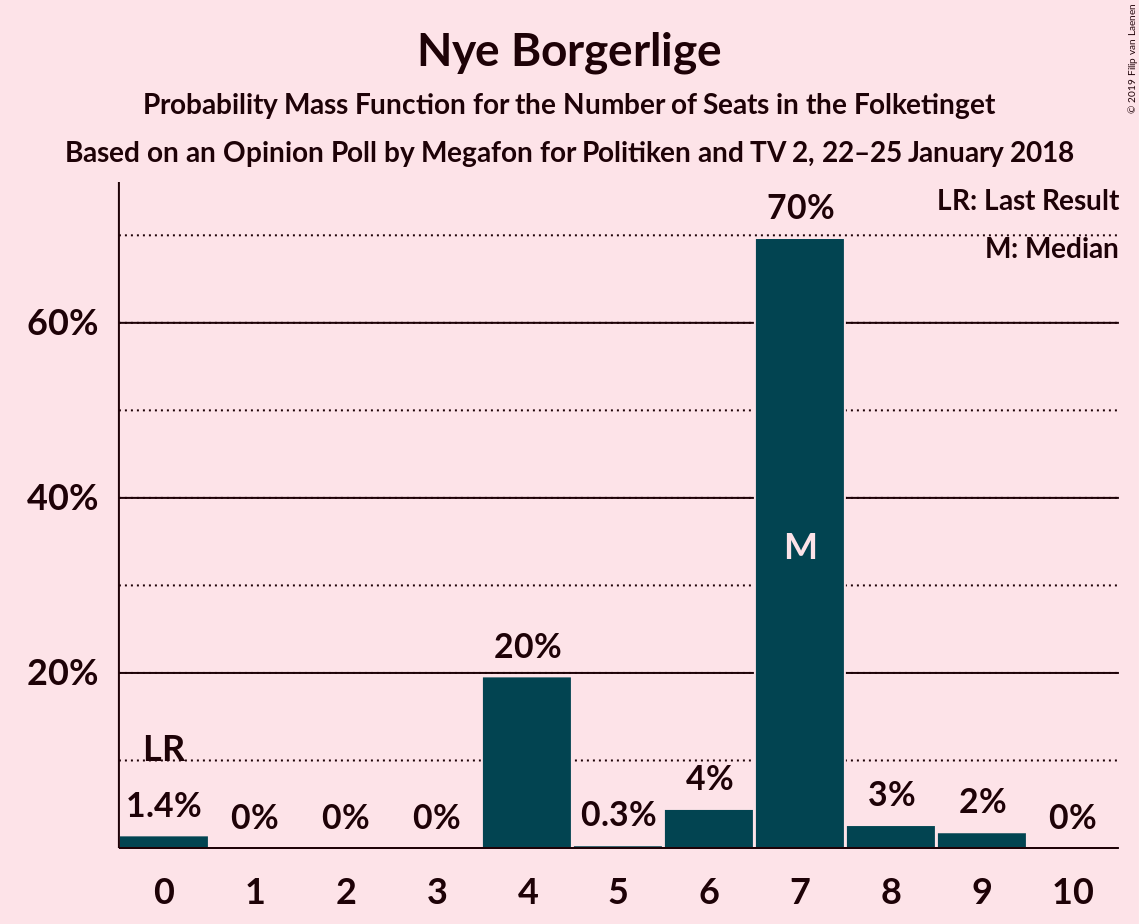 Nye Borgerlige
Probability Mass Function for the Number of Seats in the Folketinget
Based on an Opinion Poll by Megafon for Politiken and TV 2, 22–25 January 2018
© 2019 Filip van Laenen
LR: Last Result
M: Median
60%
40%
20%
LR
1.4%
0%
0%
0%
20%
0.3%
4%
70%
M
3%
2%
0%
0 1 2 3 4 5 6 7 8 9 10